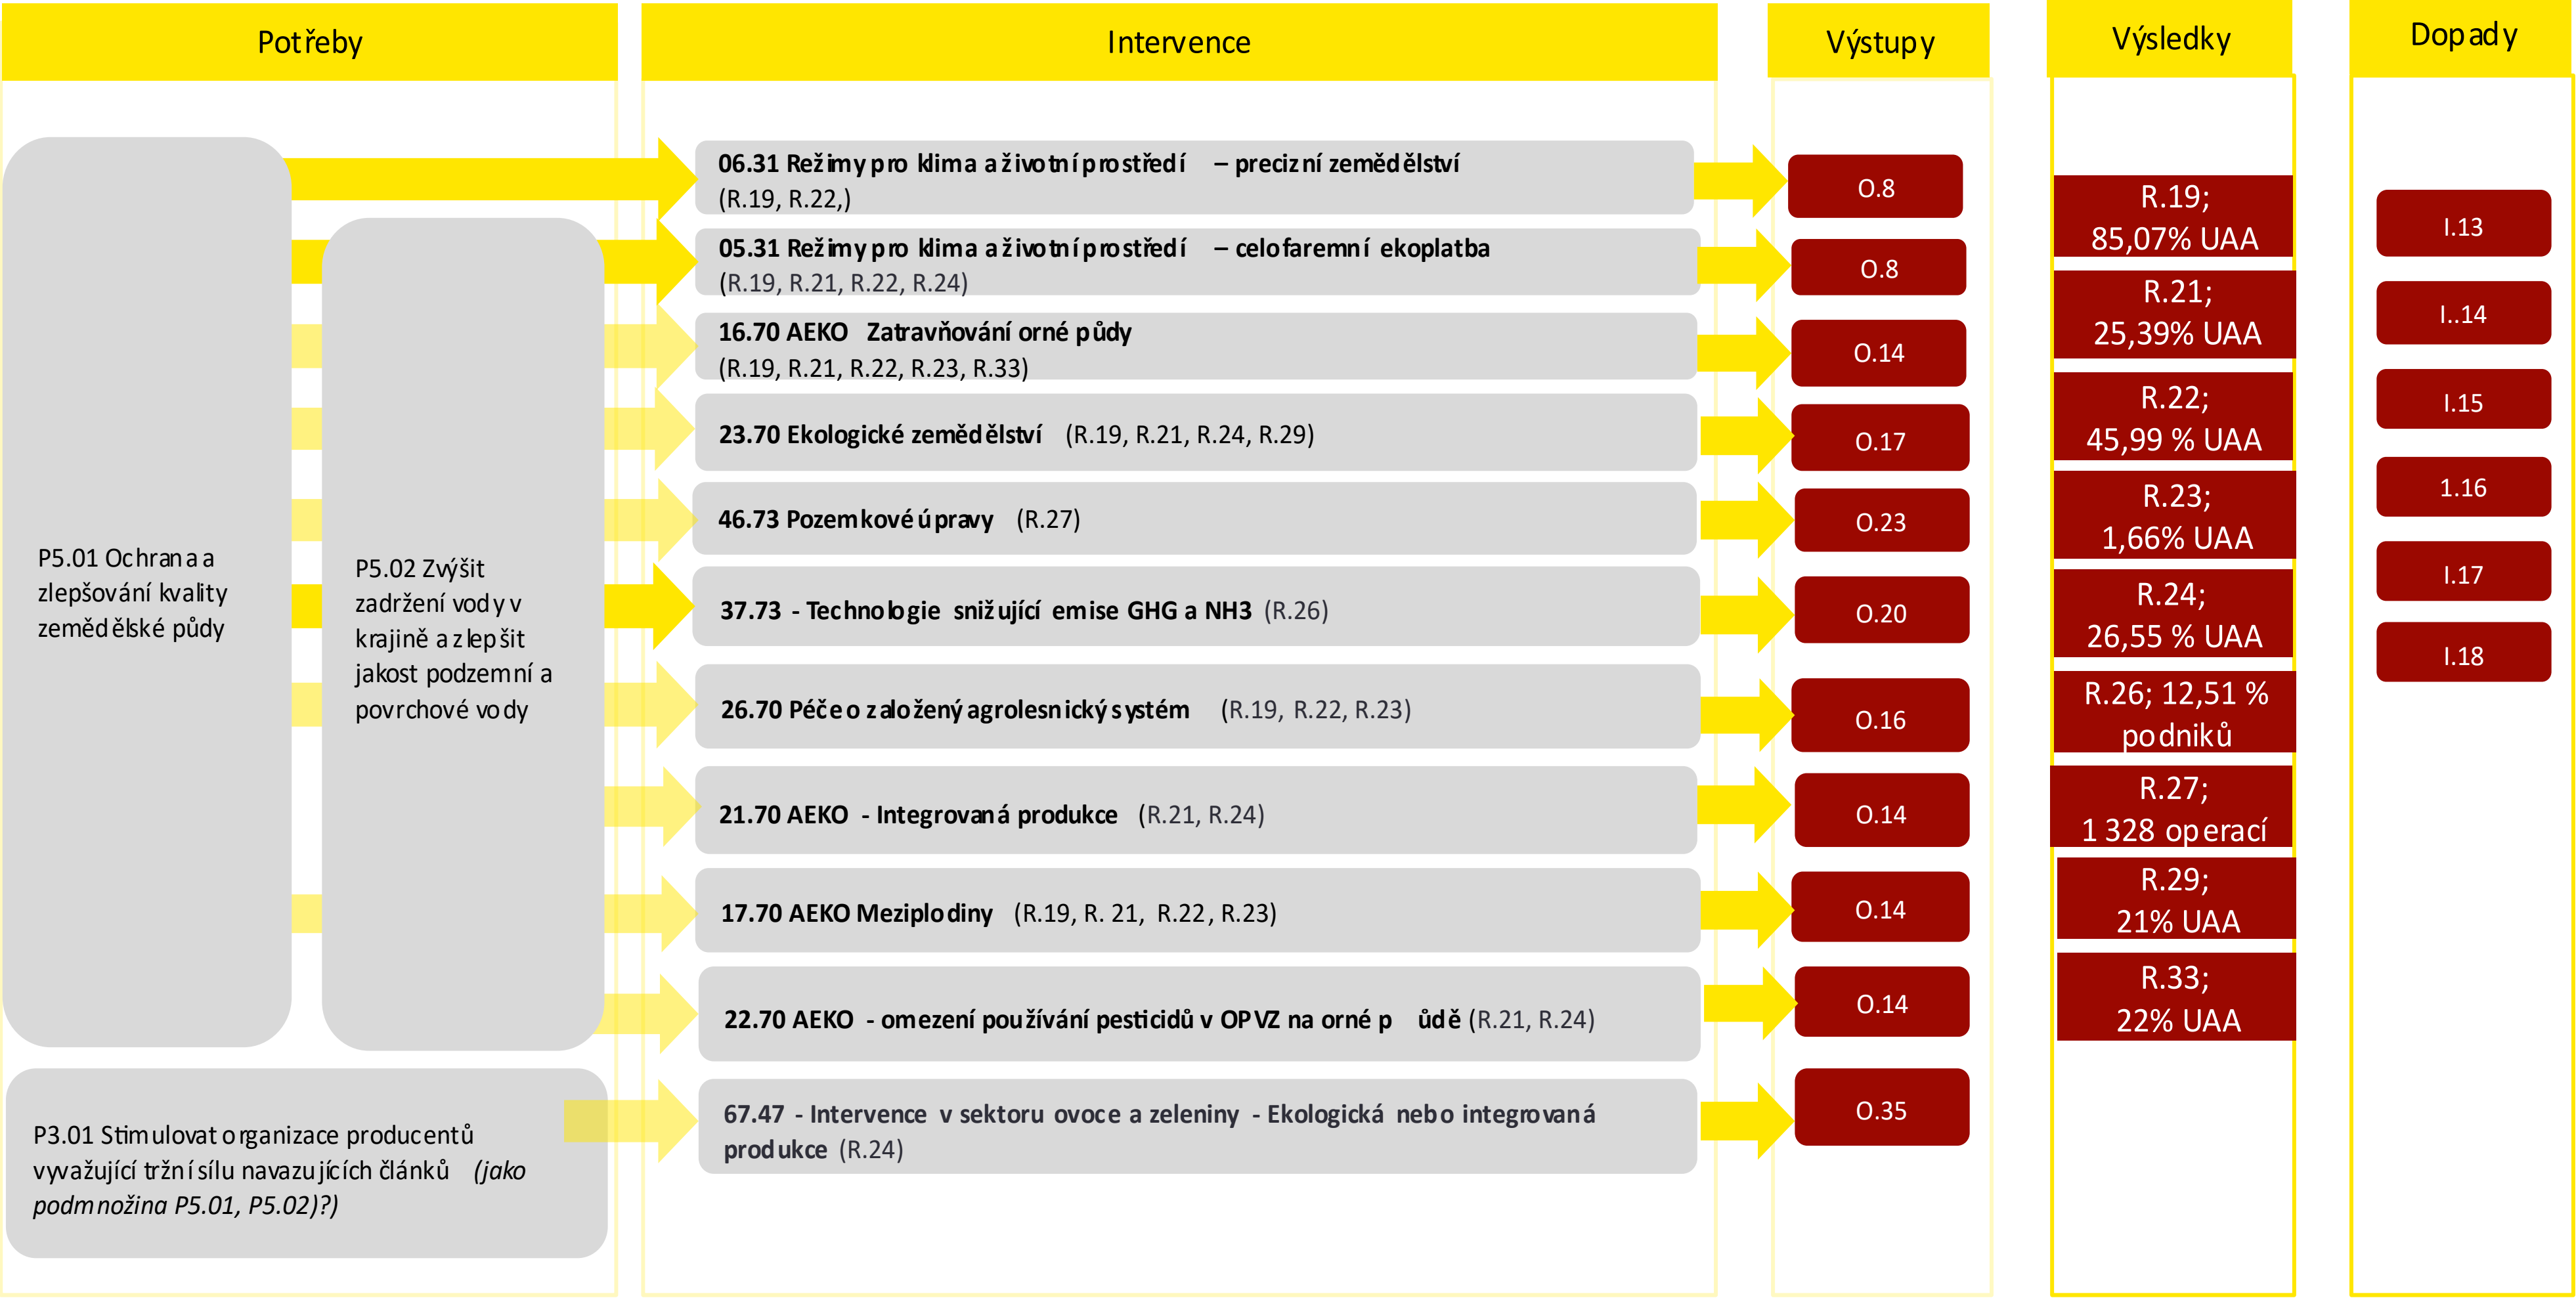 Potřeby
Intervence
Výstupy
Výsledky
Dopady
P5.01 Ochrana a
zlepšování kvality
zemědělské půdy
P5.02 Zvýšit
zadržení vody v
krajině a zlepšit
jakost podzemní a
povrchové vody
P3.01 Stimulovat organizace producentů
vyvažující tržní sílu navazujících článků (jako
podmnožina P5.01, P5.02)?)
06.31 Režimy pro klima a životní prostředí – precizní zemědělství
(R.19, R.22,)
05.31 Režimy pro klima a životní prostředí – celofaremní ekoplatba
(R.19, R.21, R.22, R.24)
16.70 AEKO Zatravňování orné půdy
(R.19, R.21, R.22, R.23, R.33)
23.70 Ekologické zemědělství (R.19, R.21, R.24, R.29)
46.73 Pozemkové úpravy (R.27)
37.73 - Technologie snižující emise GHG a NH3 (R.26)
26.70 Péče o založený agrolesnický systém (R.19, R.22, R.23)
21.70 AEKO - Integrovaná produkce (R.21, R.24)
17.70 AEKO Meziplodiny (R.19, R. 21, R.22, R.23)
22.70 AEKO - omezení používání pesticidů v OPVZ na orné p ůdě (R.21, R.24)
67.47 - Intervence v sektoru ovoce a zeleniny - Ekologická nebo integrovaná
produkce (R.24)
O.8
O.8
O.14
O.17
O.23
O.20
O.16
O.14
O.14
O.14
O.35
R.19;
85,07% UAA
R.21;
25,39% UAA
R.22;
45,99 % UAA
R.23;
1,66% UAA
R.24;
26,55 % UAA
R.26; 12,51 %
podniků
R.27;
1 328 operací
R.29;
21% UAA
R.33;
22% UAA
I.13
I..14
I.15
1.16
I.17
I.18